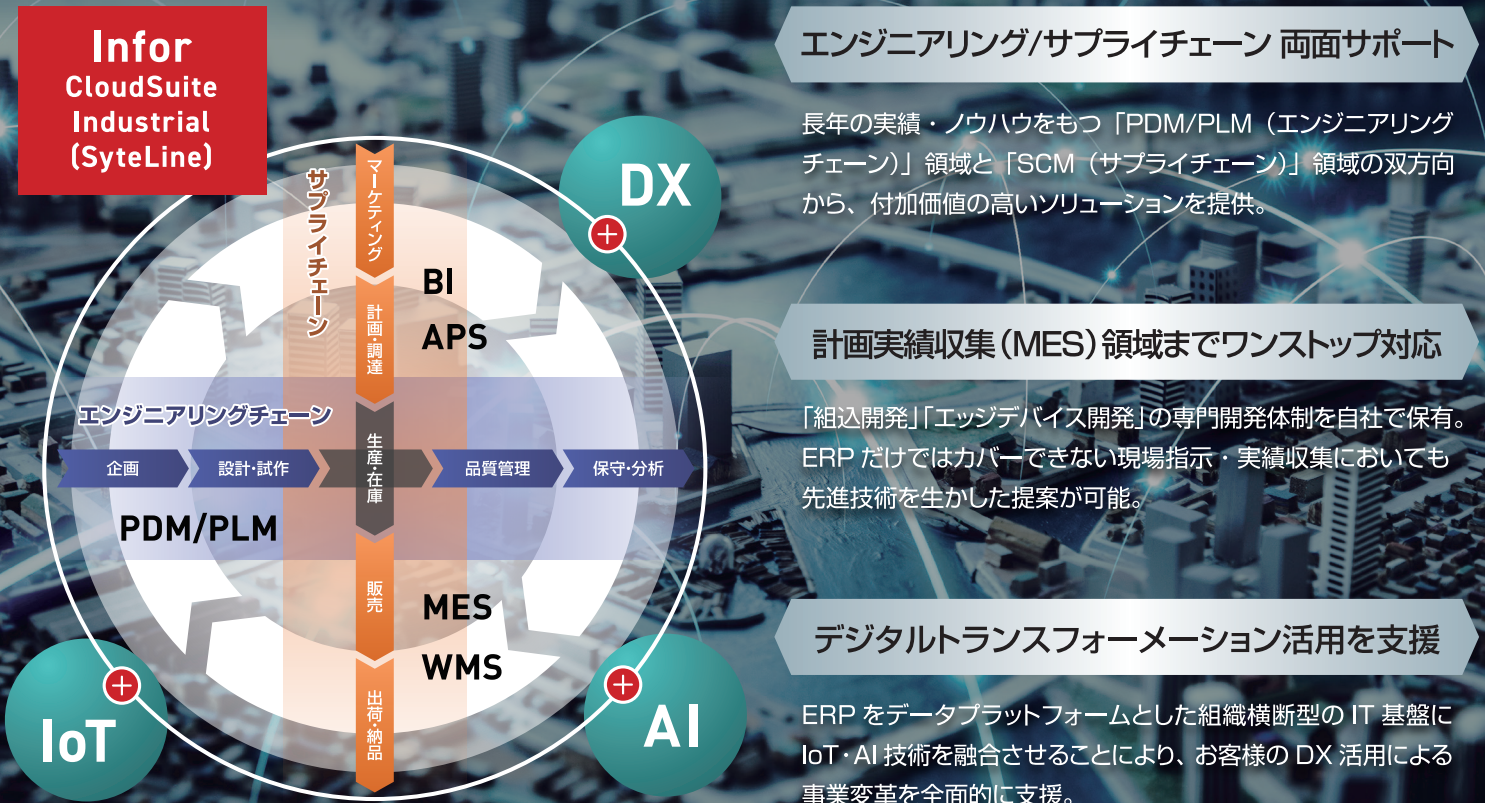 Infor
CloudSuite
Industrial
(SyteLine)
サプライチェーン
マーケティング
計画・調達
生産・在庫
販売
出荷・納品
BI
APS
エンジニアリングチェーン
企画
設計・試作
品質管理
保守・分析
PDM/PLM
MES
WMS
DX
IoT
AI
エンジニアリング/サプライチェーン 両面サポート
長年の実績・ノウハウをもつ「PDM/PLM（エンジニアリング
チェーン）」領域と「SCM（サプライチェーン）」領域の双方向
から、付加価値の高いソリューションを提供。
計画実績収集(MES)領域までワンストップ対応
「組込開発」「エッジデバイス開発」の専門開発体制を自社で保有。
ERP だけではカバーできない現場指示・実績収集においても
先進技術を生かした提案が可能。
デジタルトランスフォーメーション活用を支援
ERP をデータプラットフォームとした組織横断型の IT 基盤に
IoT・AI 技術を融合させることにより、お客様の DX 活用による
事業変革を全面的に支援。